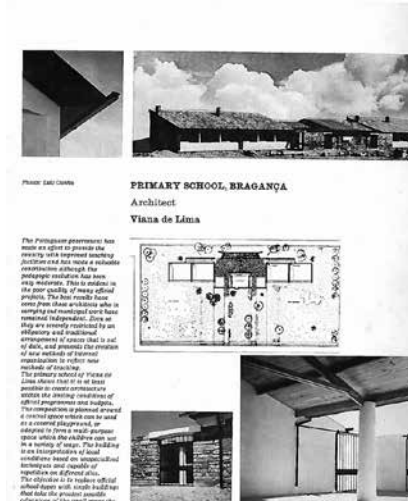 Photos: Luiz Cunha
PRIMARY SCHOOL, BRAGANÇA
Architect
Viana de Lima
The Portuguese government has
made an effort to provide the
country with improved teaching
facilities and has made a valuable
contribution although the
pedagogic evolution has been
only moderate. This is evident in
the poor quality of many official
projects. The best results have
come from those architects who in
carrying out municipal work have
remained independent. Even so
they are severely restricted by an
obligatory and traditional
arrangement of spaces that is out
of date, and prevents the creation
of new methods of internal
organisation to reflect new
methods of teaching.
The primary school of Viana de
Lima shows that it is at least
possible to create architecture
within the limiting conditions of
official programmes and budgets.
The composition is planned around
a central space which can be used
as a covered playground, or
adapted to form a multi-purpose
space which the children can use
in a variety of ways. The building
is an interpretation of local
conditions based on unspecialised
techniques and capable of
repetition on different sites.
The objective is to replace official
school-types with simple buildings
that take the greatest possible